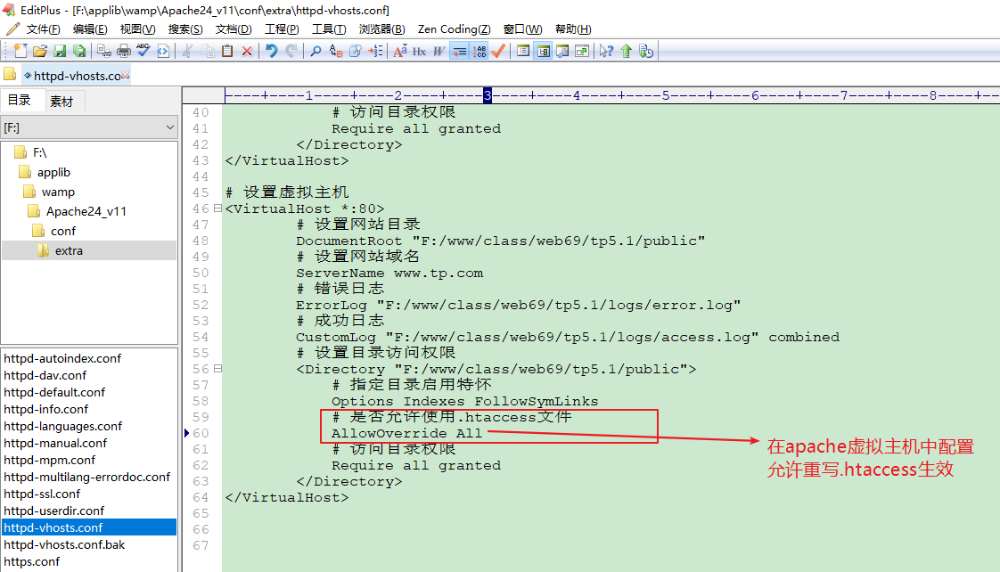 EditPlus - [F:\applib\wamp\Apache24_v11\conf\extra\httpd-vhosts.conf]
文件(F) 编辑(E) 视图(V) 搜索(S) 文档(D) 工程(P) 工具(T) 浏览器(B) Zen Coding(Z) 窗口(W) 帮助(H)
httpd-vhosts.co
目录 素材
[F:]
F:\
applib
wamp
Apache24_v11
conf
extra
httpd-autoindex.conf
httpd-dav.conf
httpd-default.conf
httpd-info.conf
httpd-languages.conf
httpd-manual.conf
httpd-mpm.conf
httpd-multilang-errordoc.conf
httpd-ssl.conf
httpd-userdir.conf
httpd-vhosts.conf
httpd-vhosts.conf.bak
https.conf
----+----1----+----2----+----3----+----4----+----5----+----6----+----7----+----8----+--
40 # 访问目录权限
41 Require all granted
42 </Directory>
43 </VirtualHost>
44
45 # 设置虚拟主机
46 <VirtualHost *:80>
47 # 设置网站目录
48 DocumentRoot "F:/www/class/web69/tp5.1/public"
49 # 设置网站域名
50 ServerName www.tp.com
51 # 错误日志
52 ErrorLog "F:/www/class/web69/tp5.1/logs/error.log"
53 # 成功日志
54 CustomLog "F:/www/class/web69/tp5.1/logs/access.log" combined
55 # 设置目录访问权限
56 <Directory "F:/www/class/web69/tp5.1/public">
57 # 指定目录启用特怀
58 Options Indexes FollowSymLinks
59 # 是否允许使用.htaccess文件
60 AllowOverride All
61 # 访问目录权限
62 Require all granted
63 </Directory>
64 </VirtualHost>
65
66
67
在apache虚拟主机中配置
允许重写.htaccess生效